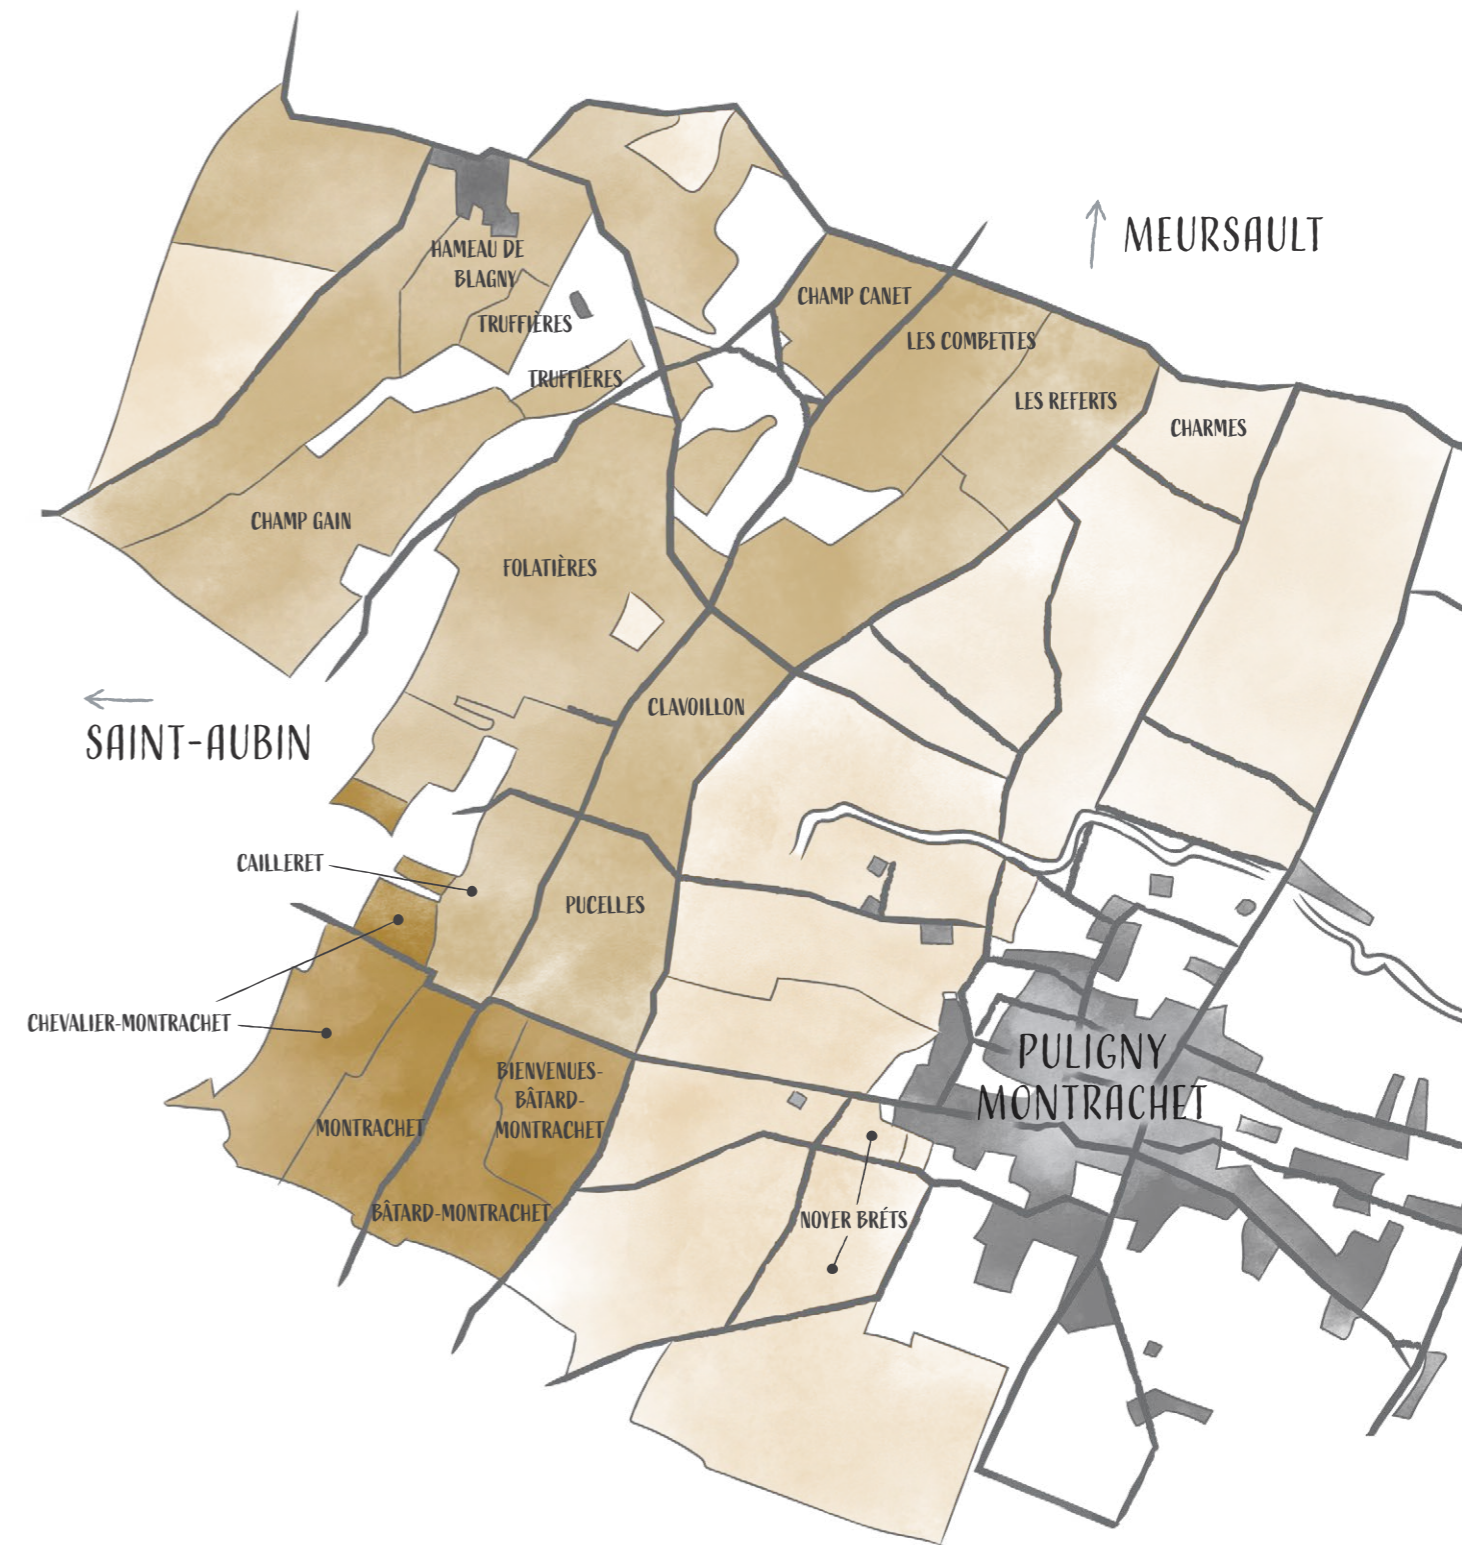 MEURSAULT
HAMEAU DE
BLAGNY
CHAMP CANET
TRUFFIÈRES
LES COMBETTES
TRUFFIÈRES
LES REFERTS
CHARMES
CHAMP GAIN
FOLATIÈRES
CLAVOILLON
SAINT-AUBIN
CAILLERET
PUCELLES
CHEVALIER-MONTRACHET
PULIGNY
MONTRACHET
BIENVENUES-
BÂTARD-
MONTRACHET
MONTRACHET
BÂTARD-MONTRACHET
NOYER BRÉTS